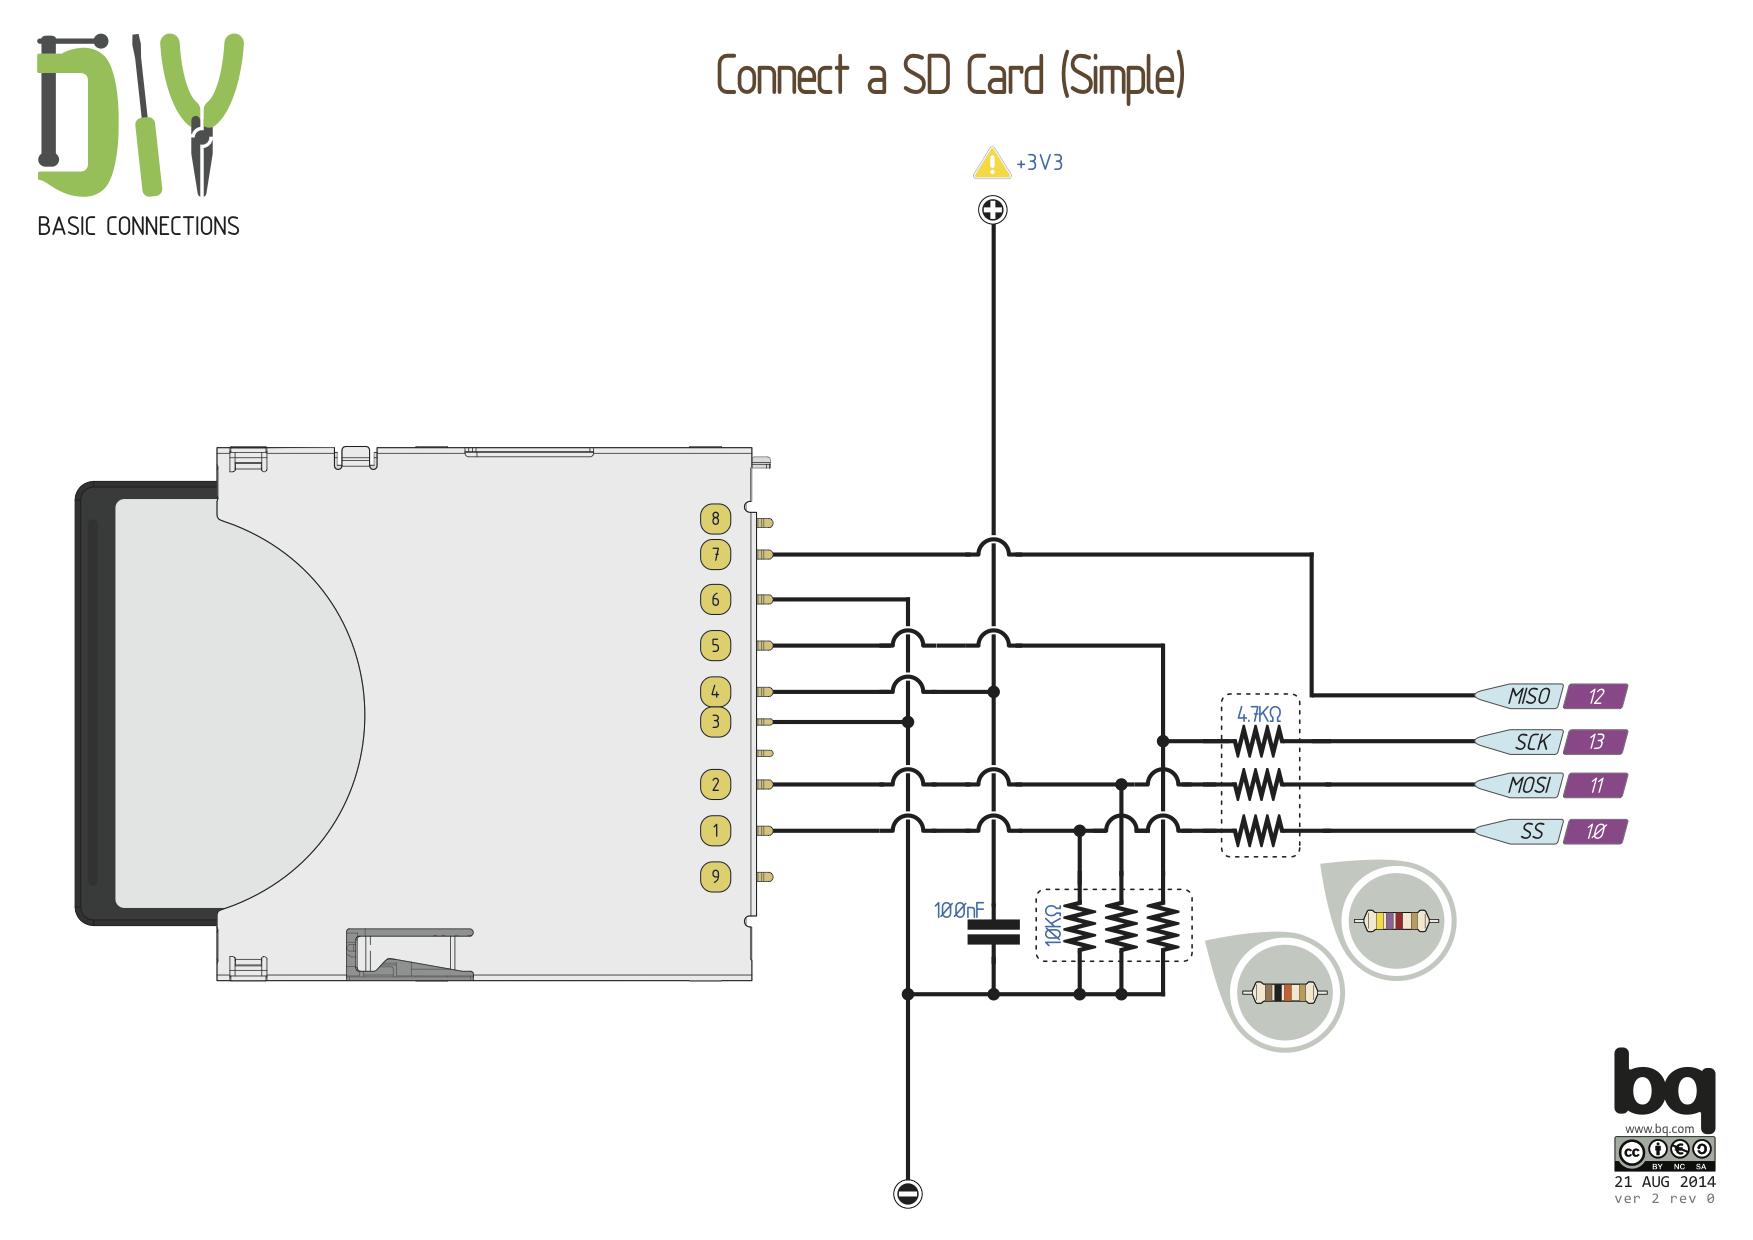 DiY
BASIC CONNECTIONS
Connect a SD Card (Simple)
+3V3
8
7
6
5
4
3
2
1
9
4.7KΩ
100nF
10KΩ
MISO 12
SCK 13
MOSI 11
SS 10
bq
www.bq.com
cc
BY NC SA
21 AUG 2014
ver 2 rev 0